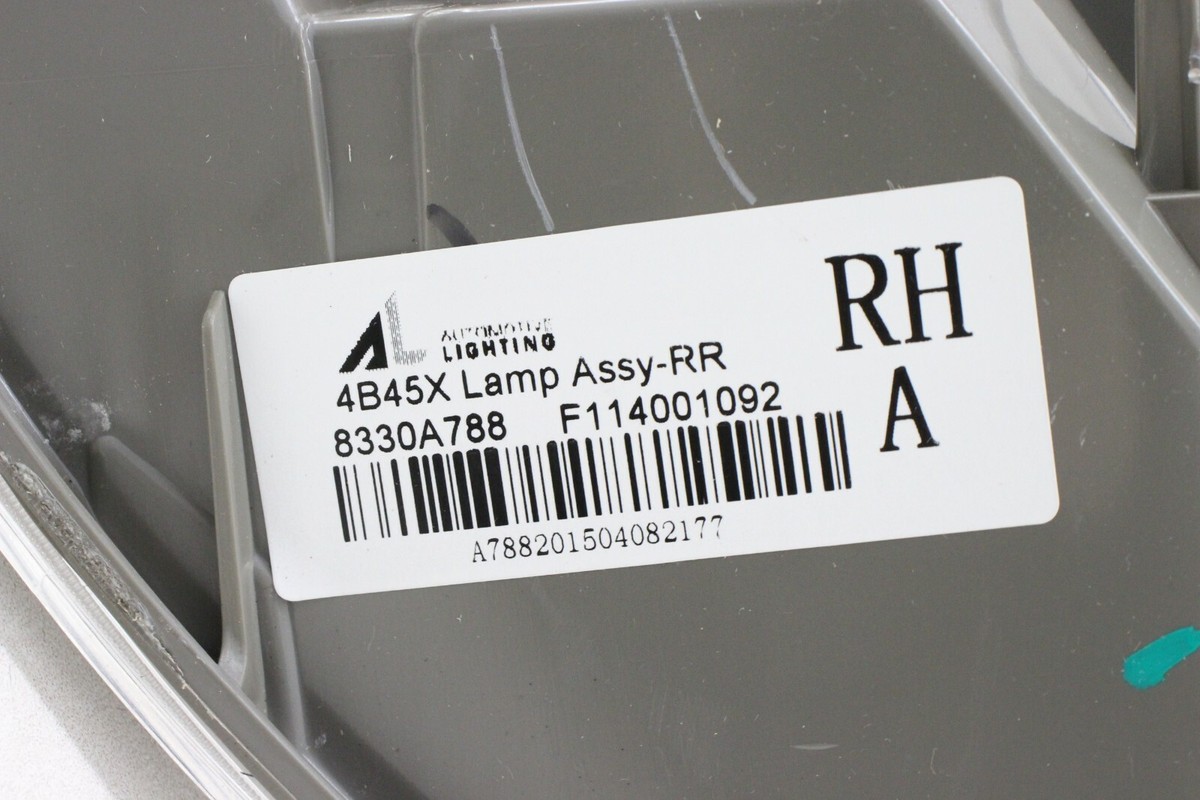 AL AUTOMOTIVE
LIGHTING
RH
4B45X Lamp Assy-RR
8330A788 F114001092
A
A788201504082177